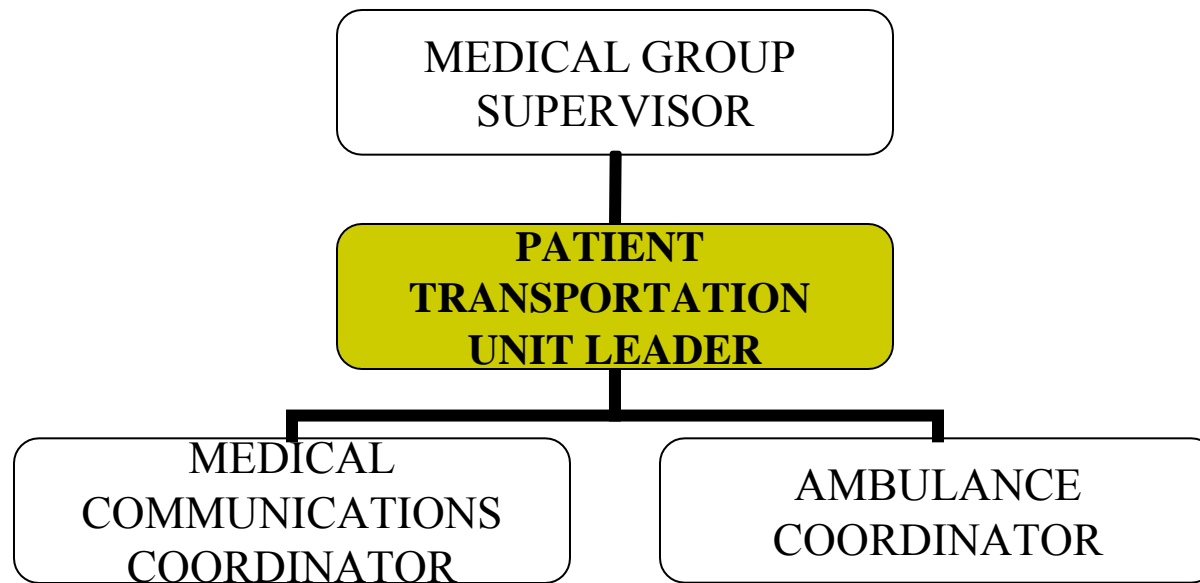 MEDICAL GROUP
SUPERVISOR
PATIENT
TRANSPORTATION
UNIT LEADER
MEDICAL
COMMUNICATIONS
COORDINATOR
AMBULANCE
COORDINATOR